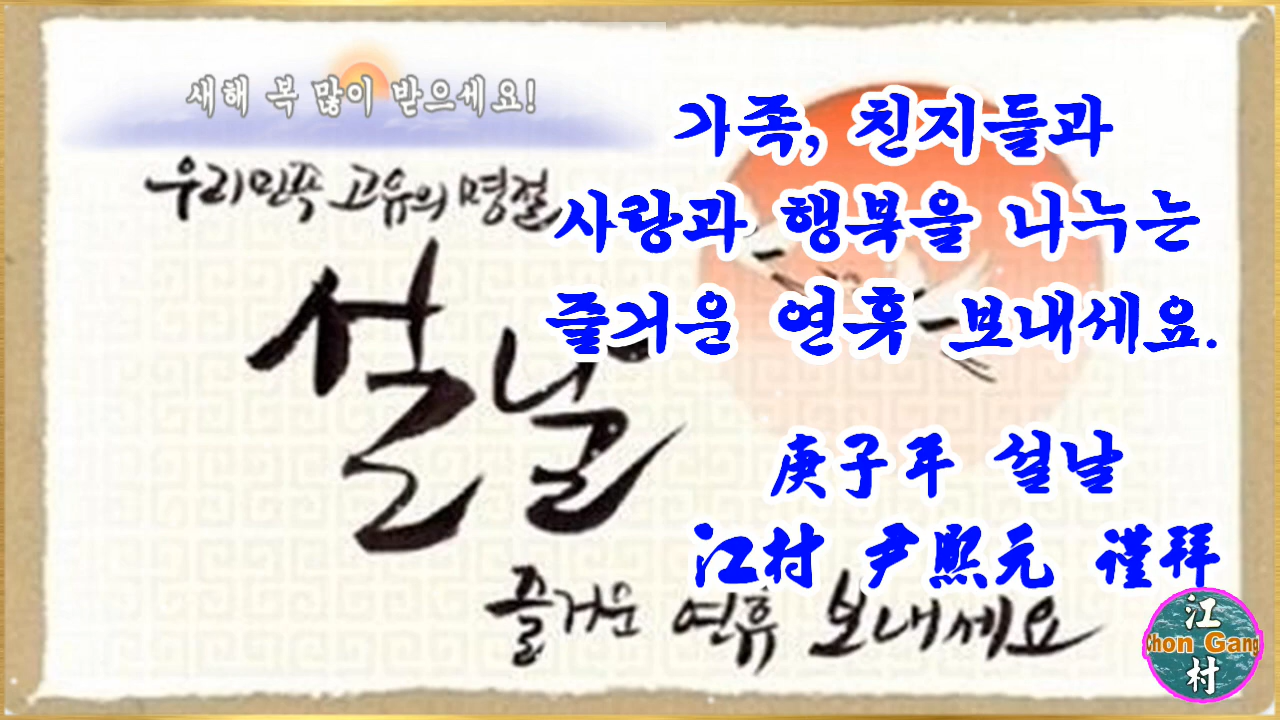 새해 복 많이 받으세요!
우리민족 고유의 명절
설날
즐거운 연휴 보내세요
가족, 친지들과
사랑과 행복을 나누는
즐거운 연휴 보내세요.
庚子年 설날
江村 尹熙元 謹拜
江
Chon Gang
村